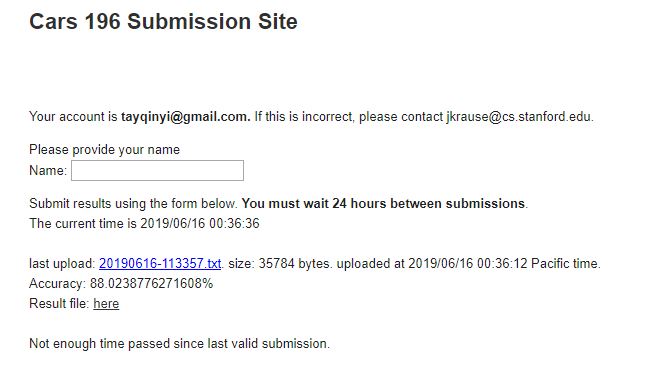 Cars 196 Submission Site
Your account is tayqinyi@gmail.com. If this is incorrect, please contact jkrause@cs.stanford.edu.
Please provide your name
Name:
Submit results using the form below. You must wait 24 hours between submissions.
The current time is 2019/06/16 00:36:36
last upload: 20190616-113357.txt. size: 35784 bytes. uploaded at 2019/06/16 00:36:12 Pacific time.
Accuracy: 88.0238776271608%
Result file: here
Not enough time passed since last valid submission.